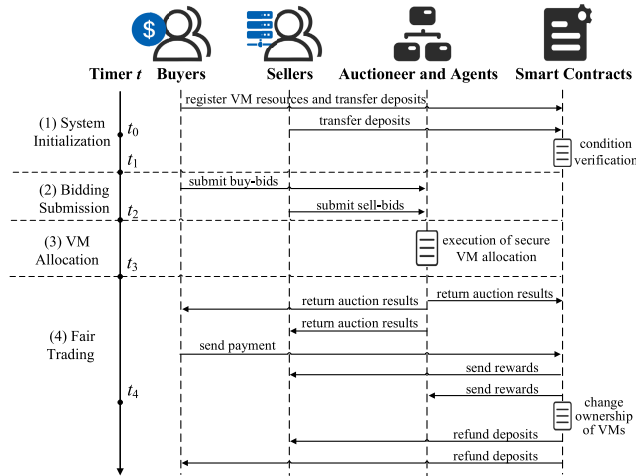 $
Timer t Buyers Sellers Auctioneer and Agents Smart Contracts
register VM resources and transfer deposits
(1) System
Initialization
t0
transfer deposits
condition
verification
t1
(2) Bidding
Submission
submit buy-bids
submit sell-bids
t2
(3) VM
Allocation
execution of secure
VM allocation
t3
return auction results
return auction results
return auction results
(4) Fair
Trading
send payment
send rewards
t4
send rewards
change
ownership
of VMs
refund deposits
refund deposits